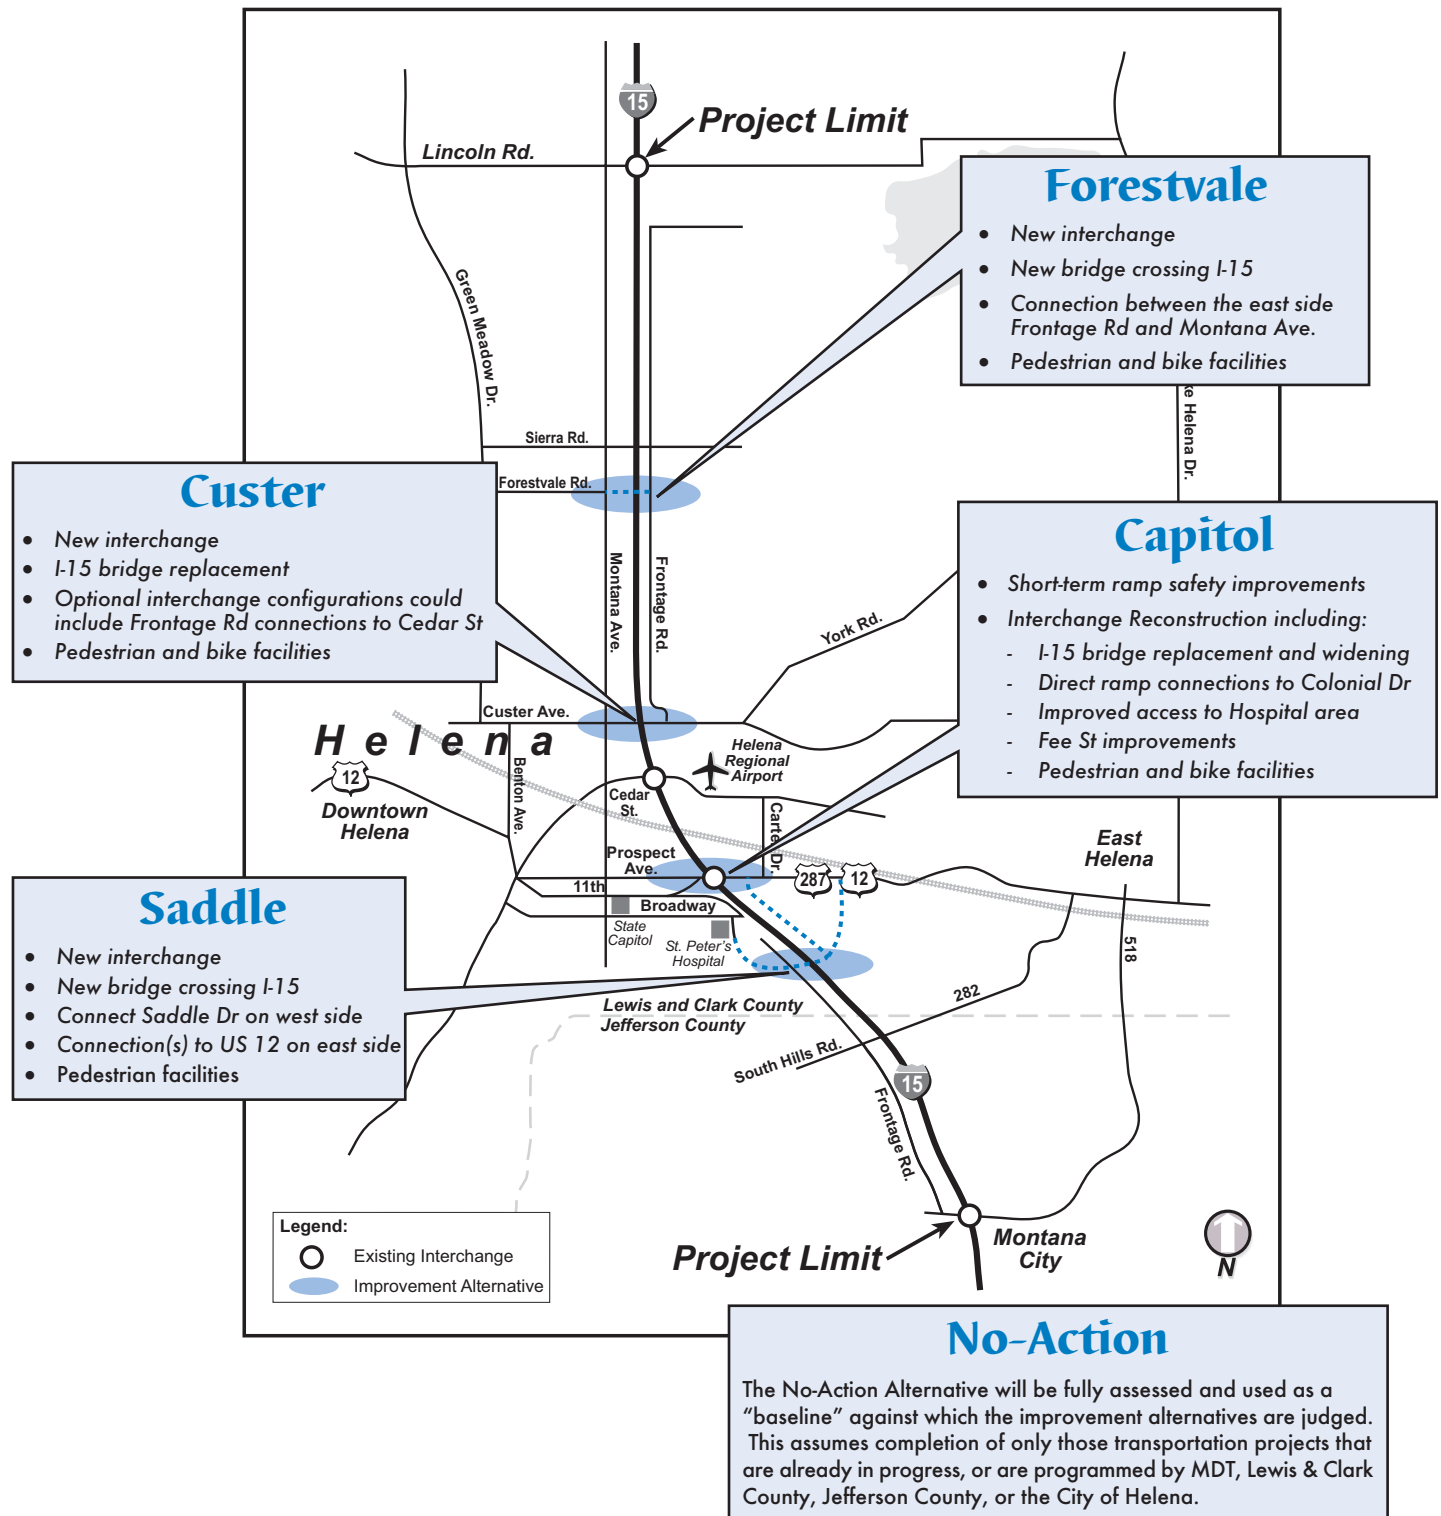 15
Project Limit
Lincoln Rd.
Forestvale
• New interchange
• New bridge crossing I-15
• Connection between the east side
Frontage Rd and Montana Ave.
• Pedestrian and bike facilities
Green Meadow Dr.
ke Helena Dr.
Sierra Rd.
Forestvale Rd.
Custer
• New interchange
• I-15 bridge replacement
• Optional interchange configurations could
include Frontage Rd connections to Cedar St
• Pedestrian and bike facilities
Montana Ave.
Frontage Rd.
York Rd.
Capitol
• Short-term ramp safety improvements
• Interchange Reconstruction including:
- I-15 bridge replacement and widening
- Direct ramp connections to Colonial Dr
- Improved access to Hospital area
- Fee St improvements
- Pedestrian and bike facilities
Custer Ave.
Helena
Benton Ave.
Helena
Regional
Airport
12
Downtown
Helena
Cedar
St.
Carte Dr.
East
Helena
Prospect
Ave.
287
12
11th
Broadway
State
Capitol
St. Peter's
Hospital
518
Saddle
• New interchange
• New bridge crossing I-15
• Connect Saddle Dr on west side
• Connection(s) to US 12 on east side
• Pedestrian facilities
282
Lewis and Clark County
Jefferson County
South Hills Rd.
15
Frontage Rd.
Legend:
Existing Interchange
Improvement Alternative
Project Limit
Montana
City
N
No-Action
The No-Action Alternative will be fully assessed and used as a
“baseline” against which the improvement alternatives are judged.
This assumes completion of only those transportation projects that
are already in progress, or are programmed by MDT, Lewis & Clark
County, Jefferson County, or the City of Helena.